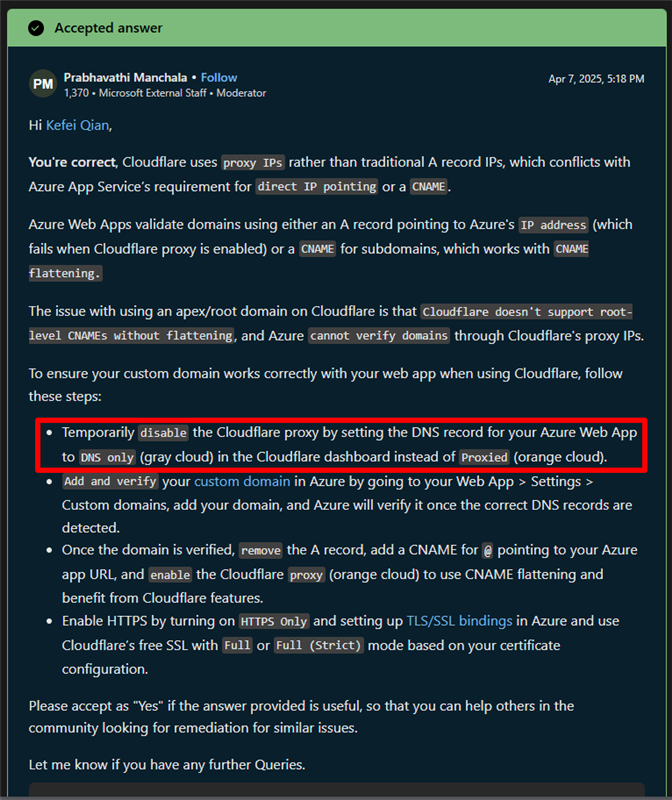 Accepted answer
PM
Prabhavathi Manchala • Follow
Apr 7, 2025, 5:18 PM
1,370 • Microsoft External Staff • Moderator
Hi Kefei Qian,
You're correct, Cloudflare uses proxy IPs rather than traditional A record IPs, which conflicts with
Azure App Service's requirement for direct IP pointing or a CNAME.
Azure Web Apps validate domains using either an A record pointing to Azure's IP address (which
fails when Cloudflare proxy is enabled) or a CNAME for subdomains, which works with CNAME
flattening.
The issue with using an apex/root domain on Cloudflare is that Cloudflare doesn't support root-
level CNAMEs without flattening, and Azure cannot verify domains through Cloudflare's proxy IPs.
To ensure your custom domain works correctly with your web app when using Cloudflare, follow
these steps:
• Temporarily disable the Cloudflare proxy by setting the DNS record for your Azure Web App
to DNS only (gray cloud) in the Cloudflare dashboard instead of Proxied (orange cloud).
• Add and verify your custom domain in Azure by going to your Web App > Settings >
Custom domains, add your domain, and Azure will verify it once the correct DNS records are
detected.
• Once the domain is verified, remove the A record, add a CNAME for @ pointing to your Azure
app URL, and enable the Cloudflare proxy (orange cloud) to use CNAME flattening and
benefit from Cloudflare features.
• Enable HTTPS by turning on HTTPS Only and setting up TLS/SSL bindings in Azure and use
Cloudflare's free SSL with Full or Full (Strict) mode based on your certificate
configuration.
Please accept as "Yes" if the answer provided is useful, so that you can help others in the
community looking for remediation for similar issues.
Let me know if you have any further Queries.